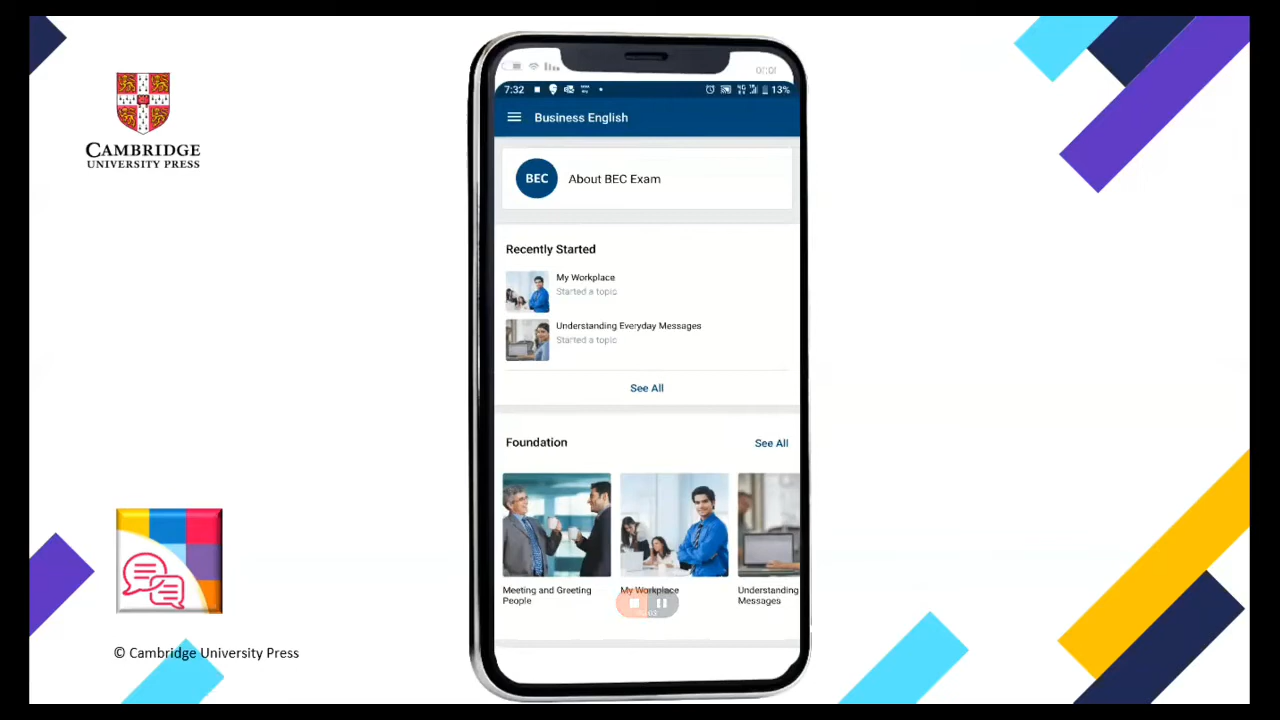 CAMBRIDGE
UNIVERSITY PRESS
7:32
13%
Business English
BEC
About BEC Exam
Recently Started
My Workplace
Started a topic
Understanding Everyday Messages
Started a topic
See All
Foundation
See All
Meeting and Greeting
People
My Workplace
Understanding
Messages
© Cambridge University Press